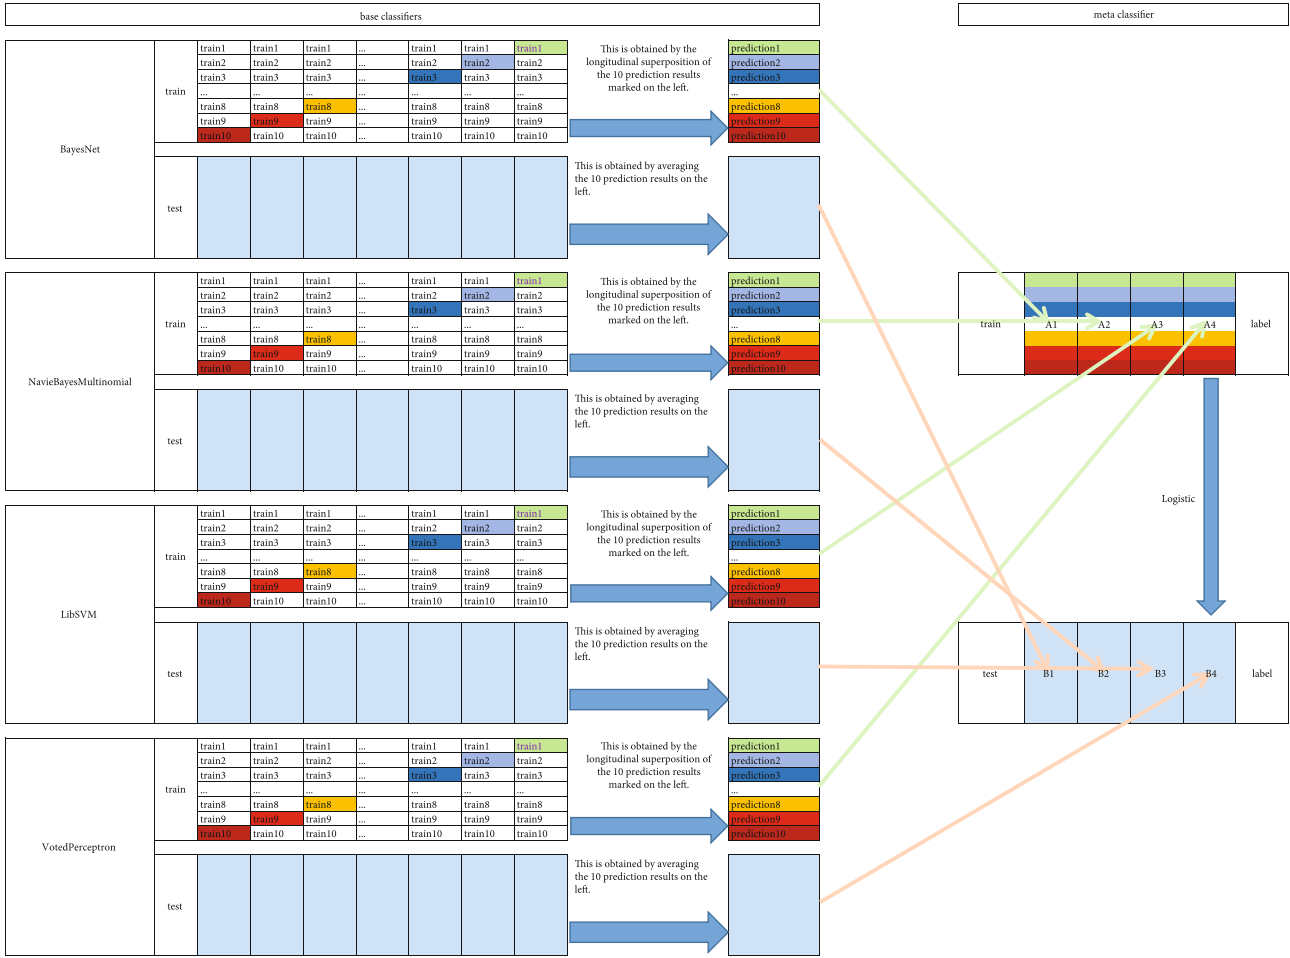 base classifiers
meta classifier
BayesNet
train
train1 train1 train1 ... train1 train1 train1
train2 train2 train2 ... train2 train2 train2
train3 train3 train3 ... train3 train3 train3
... ... ... ... ... ... ...
train8 train8 train8 ... train8 train8 train8
train9 train9 train9 ... train9 train9 train9
train10 train10 train10 ... train10 train10 train10
This is obtained by the
longitudinal superposition of
the 10 prediction results
marked on the left.
prediction1
prediction2
prediction3
...
prediction8
prediction9
prediction10
test
This is obtained by averaging
the 10 prediction results on the
left.
NavieBayesMultinomial
train
train1 train1 train1 ... train1 train1 train1
train2 train2 train2 ... train2 train2 train2
train3 train3 train3 ... train3 train3 train3
... ... ... ... ... ... ...
train8 train8 train8 ... train8 train8 train8
train9 train9 train9 ... train9 train9 train9
train10 train10 train10 ... train10 train10 train10
This is obtained by the
longitudinal superposition of
the 10 prediction results
marked on the left.
prediction1
prediction2
prediction3
...
prediction8
prediction9
prediction10
test
This is obtained by averaging
the 10 prediction results on the
left.
LibSVM
train
train1 train1 train1 ... train1 train1 train1
train2 train2 train2 ... train2 train2 train2
train3 train3 train3 ... train3 train3 train3
... ... ... ... ... ... ...
train8 train8 train8 ... train8 train8 train8
train9 train9 train9 ... train9 train9 train9
train10 train10 train10 ... train10 train10 train10
This is obtained by the
longitudinal superposition of
the 10 prediction results
marked on the left.
prediction1
prediction2
prediction3
...
prediction8
prediction9
prediction10
test
This is obtained by averaging
the 10 prediction results on the
left.
VotedPerceptron
train
train1 train1 train1 ... train1 train1 train1
train2 train2 train2 ... train2 train2 train2
train3 train3 train3 ... train3 train3 train3
... ... ... ... ... ... ...
train8 train8 train8 ... train8 train8 train8
train9 train9 train9 ... train9 train9 train9
train10 train10 train10 ... train10 train10 train10
This is obtained by the
longitudinal superposition of
the 10 prediction results
marked on the left.
prediction1
prediction2
prediction3
...
prediction8
prediction9
prediction10
test
This is obtained by averaging
the 10 prediction results on the
left.
train A1 A2 A3 A4 label
Logistic
test B1 B2 B3 B4 label